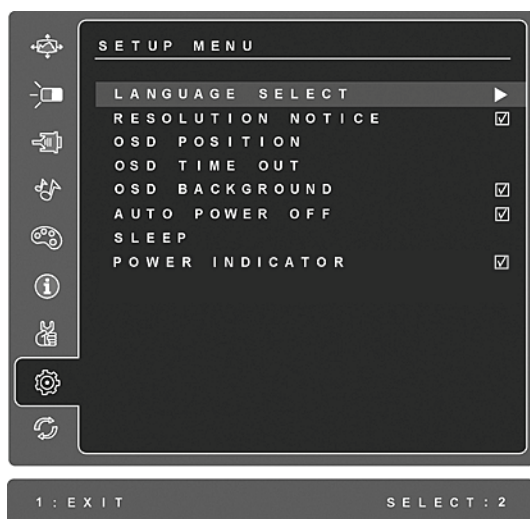 SETUP MENU
LANGUAGE SELECT
RESOLUTION NOTICE
OSD POSITION
OSD TIME OUT
OSD BACKGROUND
AUTO POWER OFF
SLEEP
POWER INDICATOR
1:EXIT SELECT:2